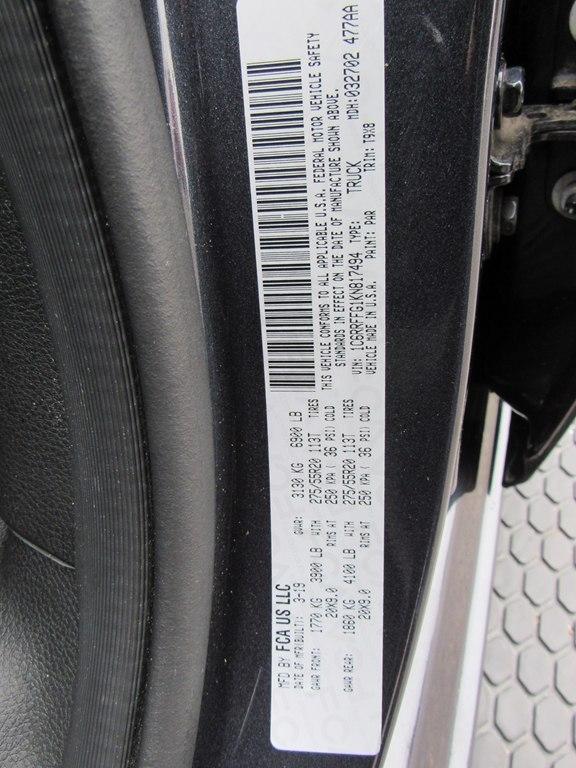 MFD BY FCA US LLC
DATE OF MFR(BUILT): 3-19 GVWR: 3130 KG 6900 LB
GAWR FRONT: 1770 KG 3900 LB WITH 275/55R20 113T TIRES
20X9.0 RIMS AT 250 KPA ( 36 PSI) COLD
GAWR REAR: 1860 KG 4100 LB WITH 275/55R20 113T TIRES
20X9.0 RIMS AT 250 KPA ( 36 PSI) COLD
THIS VEHICLE CONFORMS TO ALL APPLICABLE U.S.A. FEDERAL MOTOR VEHICLE SAFETY
STANDARDS IN EFFECT ON THE DATE OF MANUFACTURE SHOWN ABOVE.
VIN: 1C6RRFFG1KN817494 TYPE: TRUCK MDH: 032702 477AA
VEHICLE MADE IN U.S.A. PAINT: PAR TRIM: T9X8